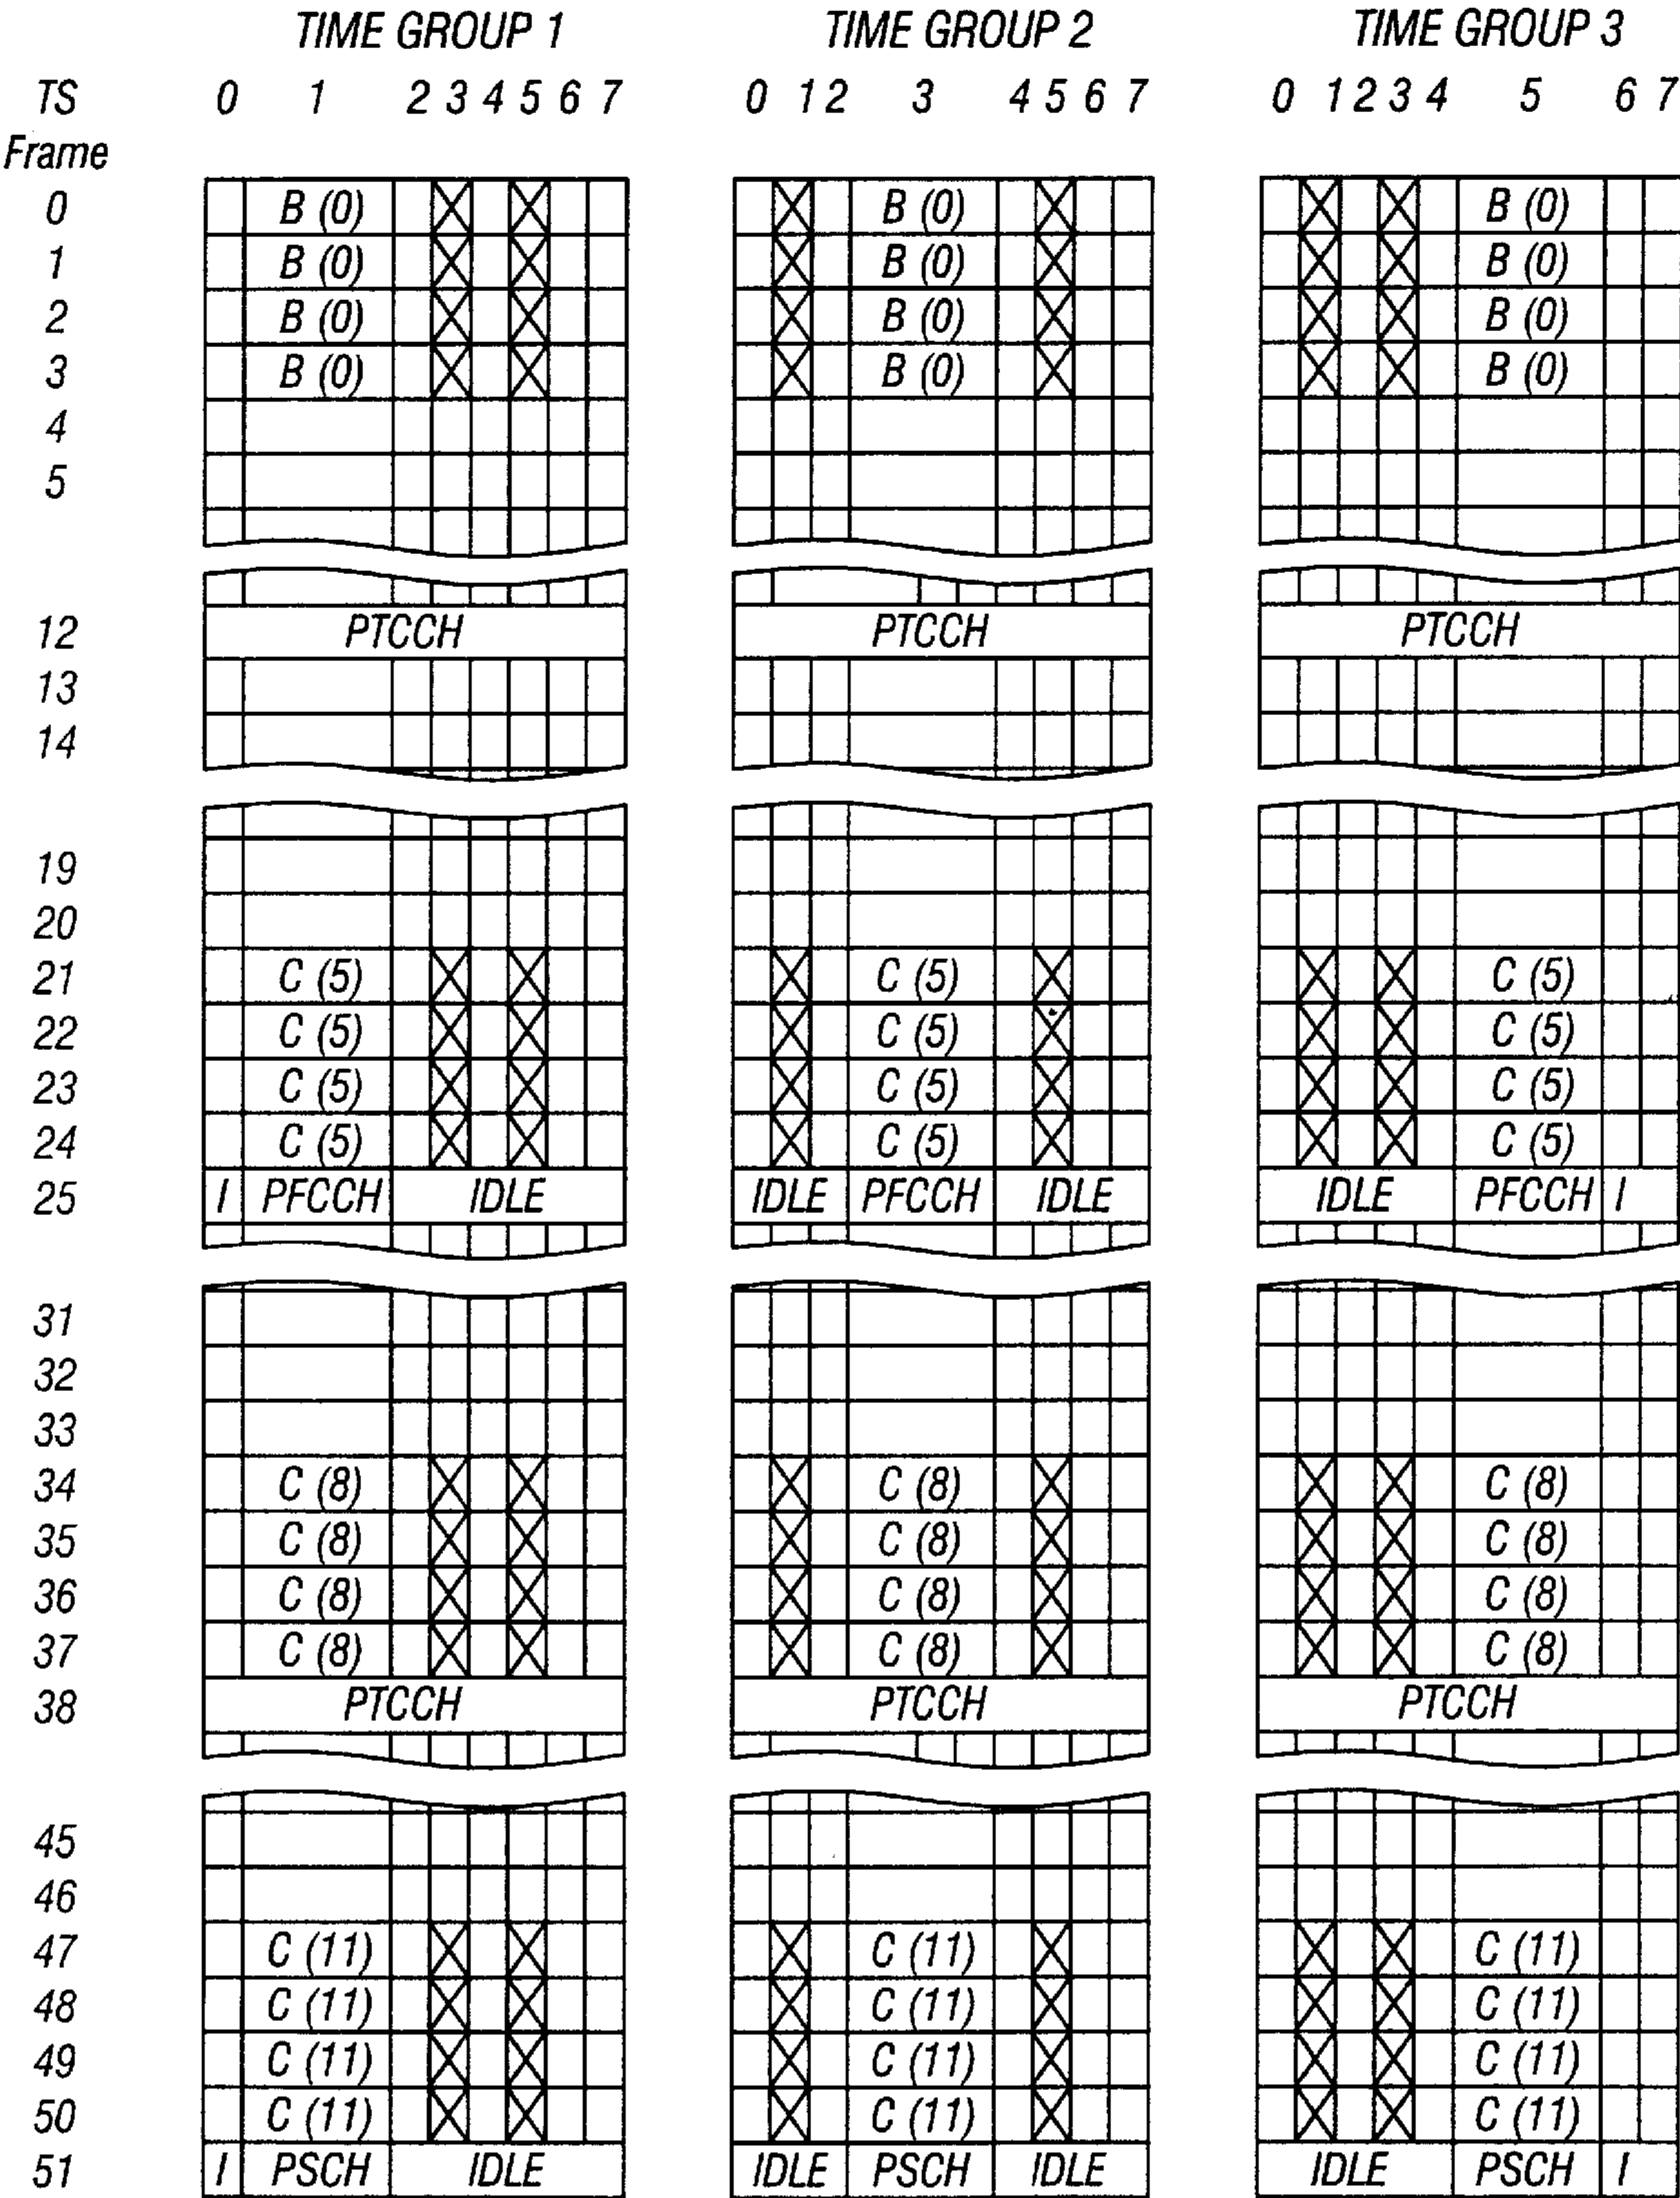 TIME GROUP 1 TIME GROUP 2 TIME GROUP 3
TS 0 1 2 3 4 5 6 7 0 1 2 3 4 5 6 7 0 1 2 3 4 5 6 7
Frame
0 B (0) B (0) B (0)
1 B (0) B (0) B (0)
2 B (0) B (0) B (0)
3 B (0) B (0) B (0)
4
5
12 PTCCH PTCCH PTCCH
13
14
19
20
21 C (5) C (5) C (5)
22 C (5) C (5) C (5)
23 C (5) C (5) C (5)
24 C (5) C (5) C (5)
25 I PFCCH IDLE IDLE PFCCH IDLE IDLE PFCCH I
31
32
33
34 C (8) C (8) C (8)
35 C (8) C (8) C (8)
36 C (8) C (8) C (8)
37 C (8) C (8) C (8)
38 PTCCH PTCCH PTCCH
45
46
47 C (11) C (11) C (11)
48 C (11) C (11) C (11)
49 C (11) C (11) C (11)
50 C (11) C (11) C (11)
51 I PSCH IDLE IDLE PSCH IDLE IDLE PSCH I